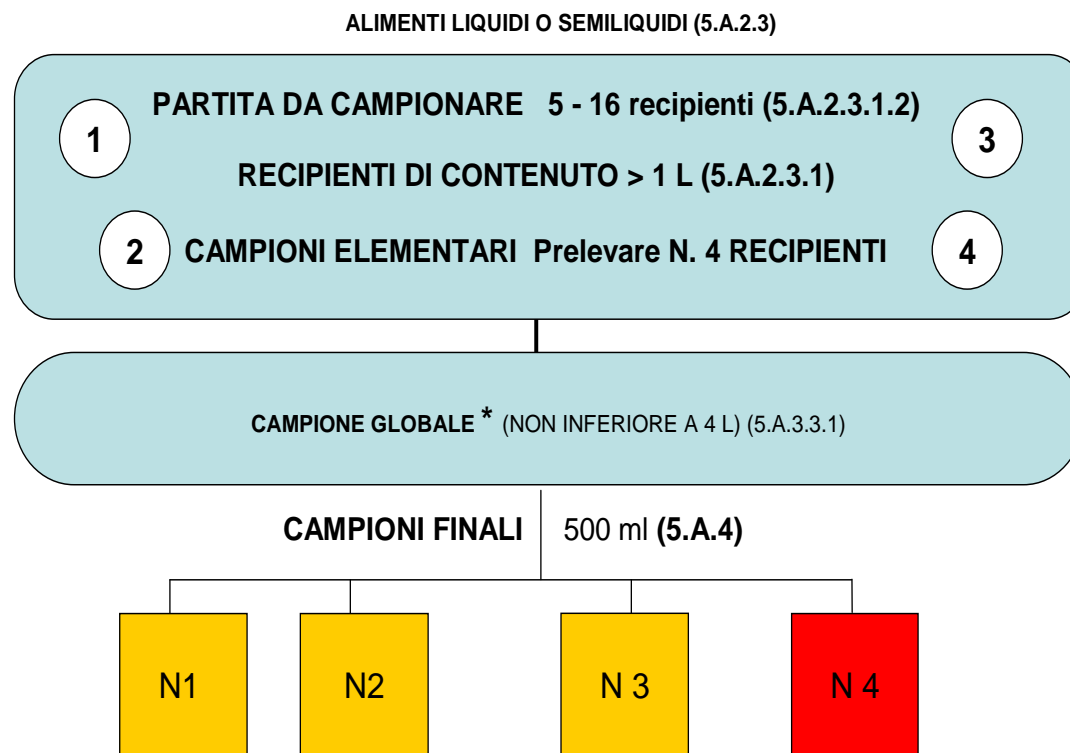 ALIMENTI LIQUIDI O SEMILIQUIDI (5.A.2.3)
PARTITA DA CAMPIONARE 5 - 16 recipienti (5.A.2.3.1.2)
1
3
RECIPIENTI DI CONTENUTO > 1 L (5.A.2.3.1)
2 CAMPIONI ELEMENTARI Prelevare N. 4 RECIPIENTI 4
CAMPIONE GLOBALE * (NON INFERIORE A 4 L) (5.A.3.3.1)
CAMPIONI FINALI 500 ml (5.A.4)
N1 N2 N 3 N 4